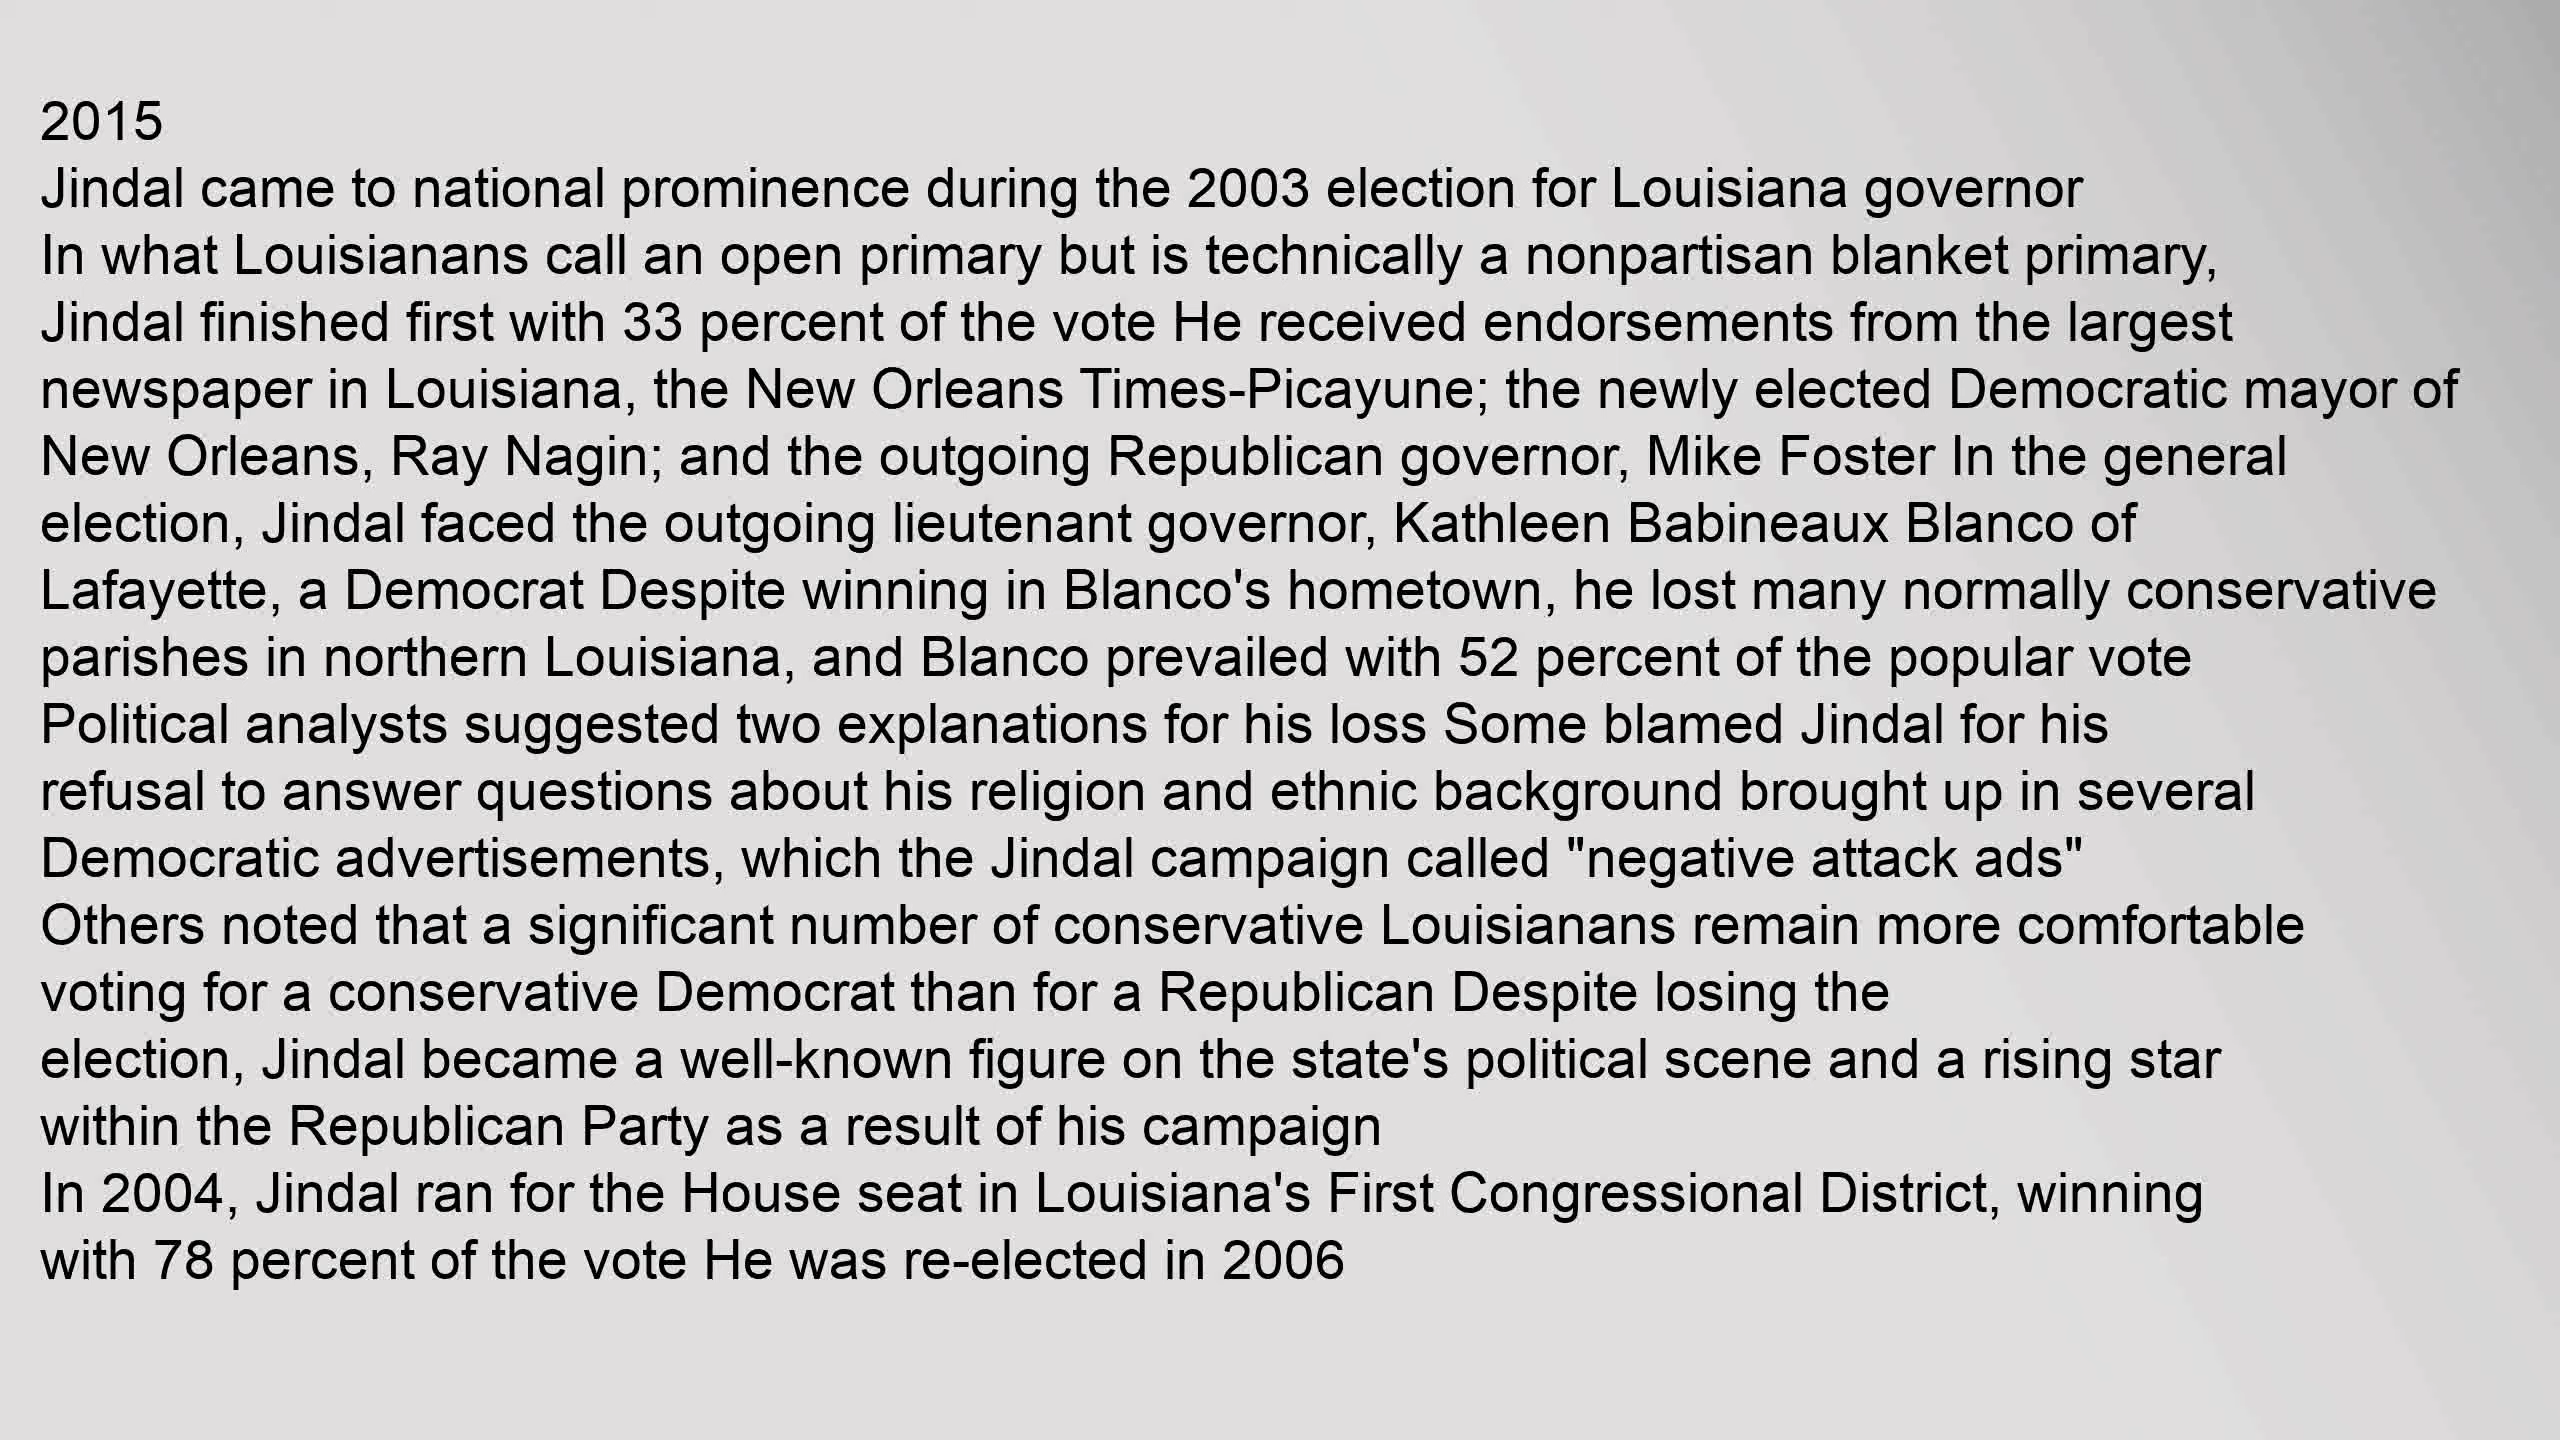 2015
Jindal came to national prominence during the 2003 election for Louisiana governor
In what Louisianans call an open primary but is technically a nonpartisan blanket primary,
Jindal finished first with 33 percent of the vote He received endorsements from the largest
newspaper in Louisiana, the New Orleans Times-Picayune; the newly elected Democratic mayor of
New Orleans, Ray Nagin; and the outgoing Republican governor, Mike Foster In the general
election, Jindal faced the outgoing lieutenant governor, Kathleen Babineaux Blanco of
Lafayette, a Democrat Despite winning in Blanco's hometown, he lost many normally conservative
parishes in northern Louisiana, and Blanco prevailed with 52 percent of the popular vote
Political analysts suggested two explanations for his loss Some blamed Jindal for his
refusal to answer questions about his religion and ethnic background brought up in several
Democratic advertisements, which the Jindal campaign called "negative attack ads"
Others noted that a significant number of conservative Louisianans remain more comfortable
voting for a conservative Democrat than for a Republican Despite losing the
election, Jindal became a well-known figure on the state's political scene and a rising star
within the Republican Party as a result of his campaign
In 2004, Jindal ran for the House seat in Louisiana's First Congressional District, winning
with 78 percent of the vote He was re-elected in 2006